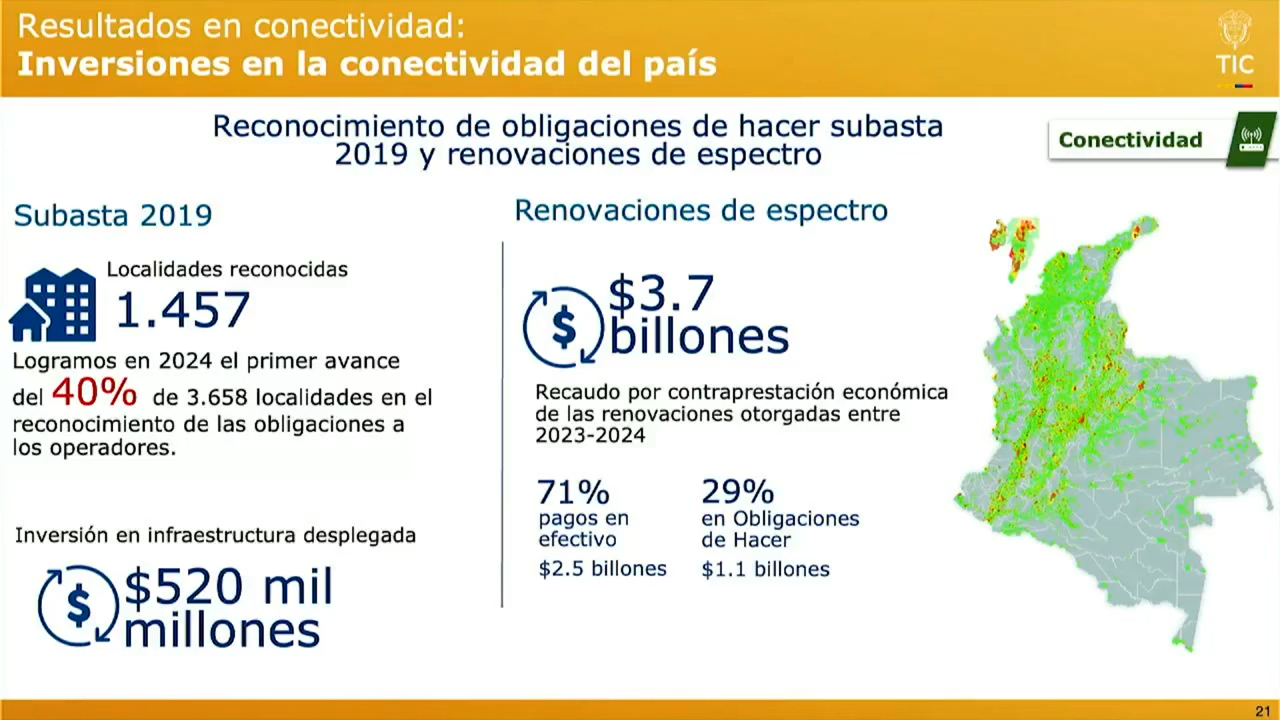 Resultados en conectividad:
Inversiones en la conectividad del país
TIC
Reconocimiento de obligaciones de hacer subasta
2019 y renovaciones de espectro
Conectividad
Subasta 2019
Localidades reconocidas
1.457
Logramos en 2024 el primer avance
del 40% de 3.658 localidades en el
reconocimiento de las obligaciones a
los operadores.
Inversión en infraestructura desplegada
$520 mil
millones
Renovaciones de espectro
$3.7
billones
Recaudo por contraprestación económica
de las renovaciones otorgadas entre
2023-2024
71%
pagos en
efectivo
$2.5 billones
29%
en Obligaciones
de Hacer
$1.1 billones
21